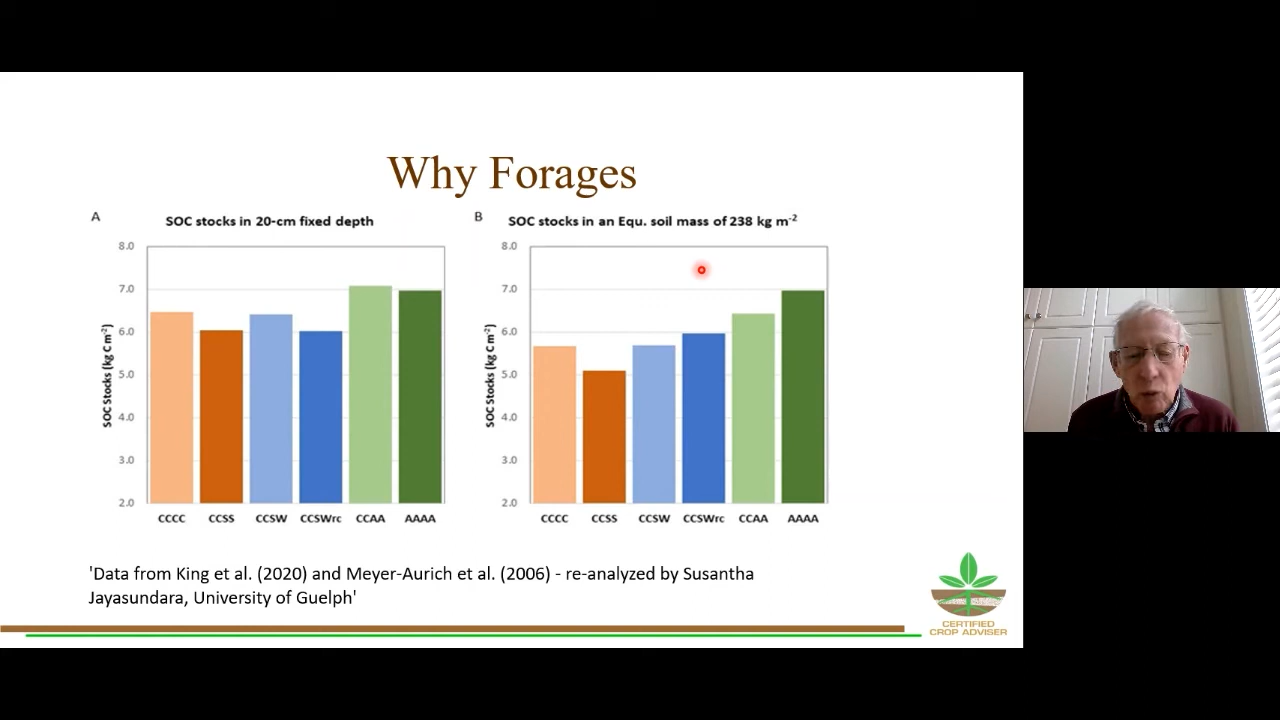 Why Forages
A
SOC stocks in 20-cm fixed depth
8.0
7.0
6.0
5.0
4.0
3.0
2.0
SOC Stocks (kg C m-2)
CCCC CCSS CCSW CCSWrc CCAA AAAA
B
SOC stocks in an Equ. soil mass of 238 kg m-2
8.0
7.0
6.0
5.0
4.0
3.0
2.0
SOC Stocks (kg C m-2)
CCCC CCSS CCSW CCSWrc CCAA AAAA
'Data from King et al. (2020) and Meyer-Aurich et al. (2006) - re-analyzed by Susantha
Jayasundara, University of Guelph'
CERTIFIED
CROP ADVISER